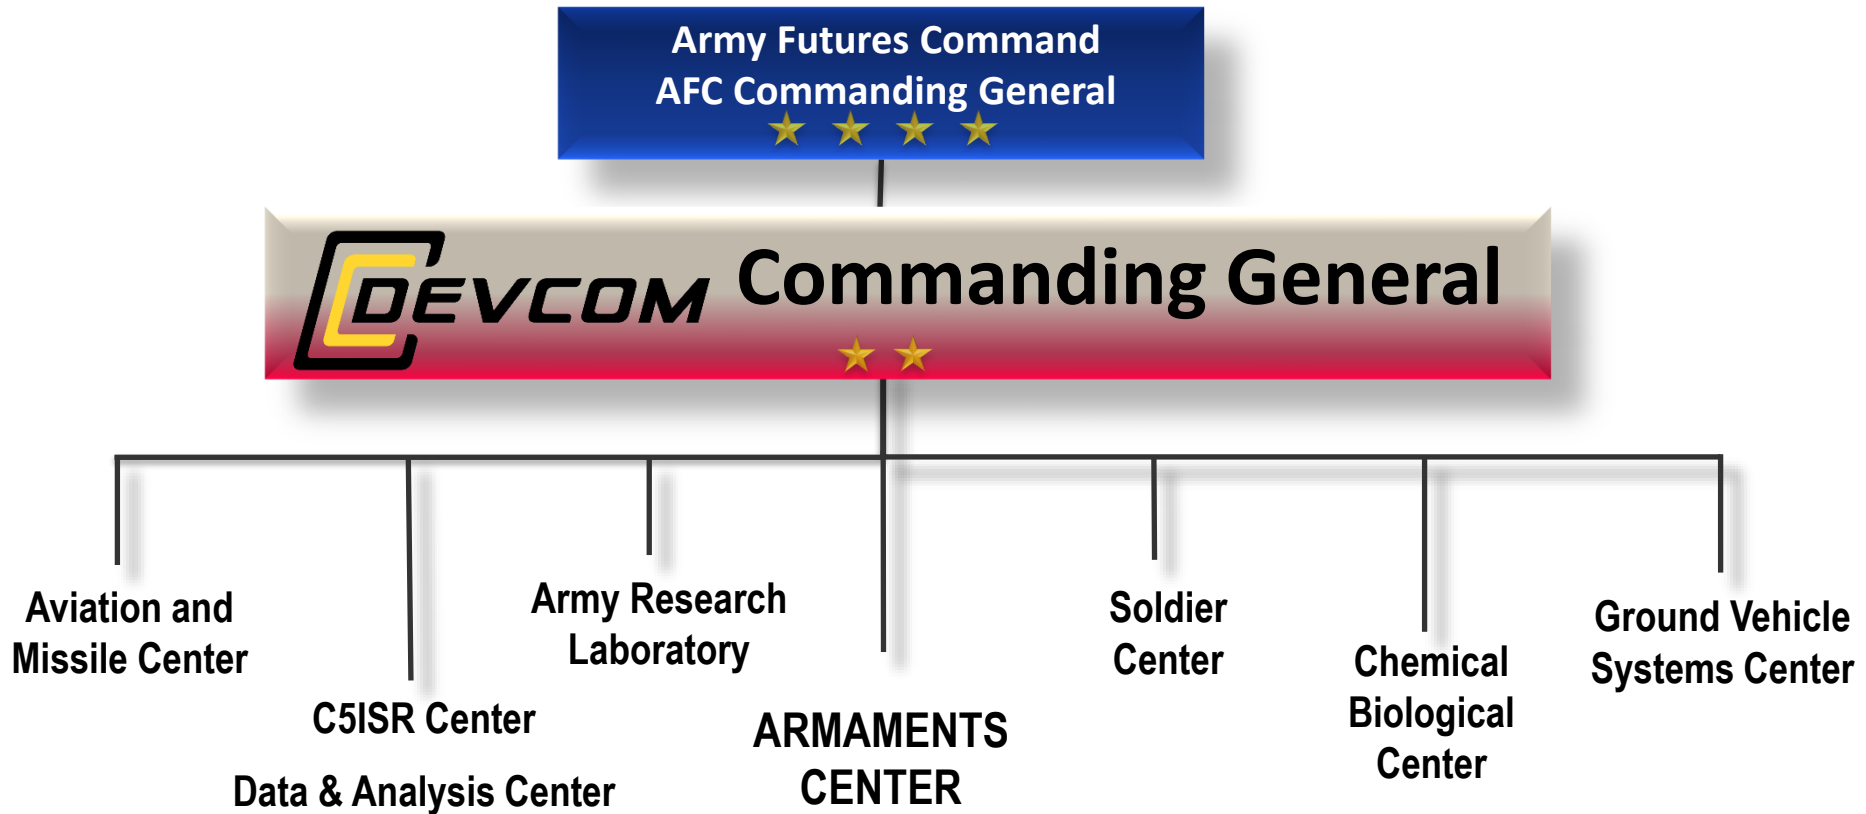 Army Futures Command
AFC Commanding General
DEVCOM Commanding General
Aviation and
Missile Center
C5ISR Center
Data & Analysis Center
Army Research
Laboratory
ARMAMENTS
CENTER
Soldier
Center
Chemical
Biological
Center
Ground Vehicle
Systems Center